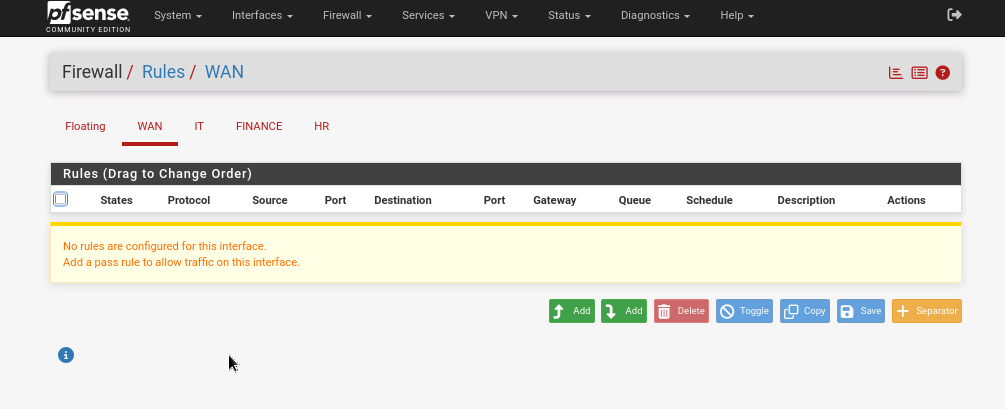 pfsense
COMMUNITY EDITION
System Interfaces Firewall Services VPN Status Diagnostics Help
Firewall / Rules / WAN
Floating WAN IT FINANCE HR
Rules (Drag to Change Order)
States Protocol Source Port Destination Port Gateway Queue Schedule Description Actions
No rules are configured for this interface.
Add a pass rule to allow traffic on this interface.
Add Add Delete Toggle Copy Save Separator